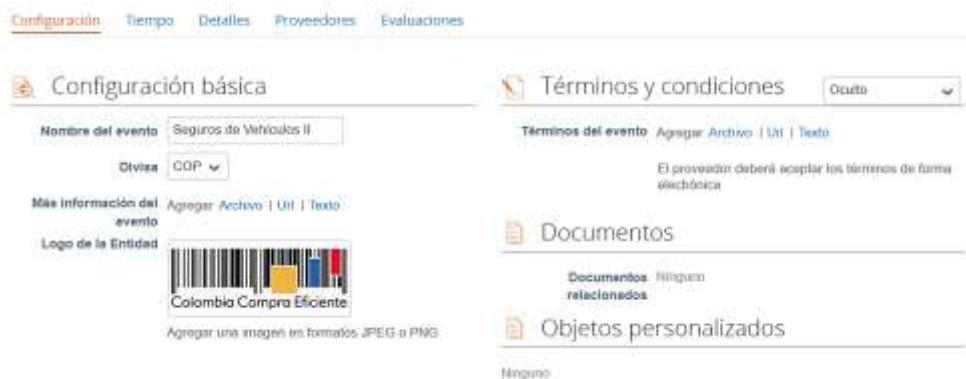 Configuración Tiempo Detalles Proveedores Evaluaciones
Configuración básica
Nombre del evento Seguros de Vehículos II
Divisa COP
Más información del evento Agregar Archivo | Url | Texto
Logo de la Entidad
Colombia Compra Eficiente
Agregar una imagen en formatos JPEG o PNG
Términos y condiciones Oculto
Términos del evento Agregar Archivo | Url | Texto
El proveedor deberá aceptar los términos de forma
electrónica
Documentos
Documentos relacionados Ninguno
Objetos personalizados
Ninguno